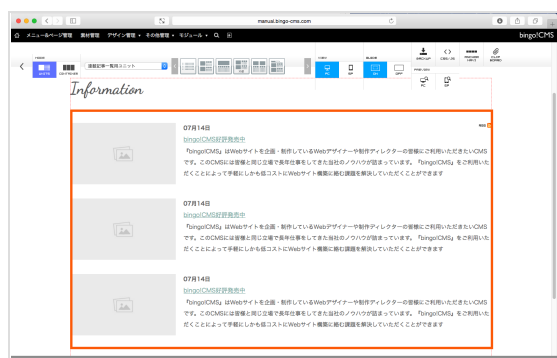 manual.bingo-cms.com
メニュー&ページ管理 素材管理 デザイン管理 その他管理 モジュール
bingo!CMS
連載記事一覧用ユニット
PC
SP
ON
OFF
PC
SP
Information
07月14日
bingo!CMS好評発売中
『bingo!CMS』はWebサイトを企画・制作しているWebデザイナーや制作ディレクターの皆様にご利用いただきたいCMS
です。このCMSには皆様と同じ立場で長年仕事をしてきた当社のノウハウが詰まっています。『bingo!CMS』をご利用いた
だくことによって手軽にしかも低コストにWebサイト構築に絡む課題を解決していただくことができます
07月14日
bingo!CMS好評発売中
『bingo!CMS』はWebサイトを企画・制作しているWebデザイナーや制作ディレクターの皆様にご利用いただきたいCMS
です。このCMSには皆様と同じ立場で長年仕事をしてきた当社のノウハウが詰まっています。『bingo!CMS』をご利用いた
だくことによって手軽にしかも低コストにWebサイト構築に絡む課題を解決していただくことができます
07月14日
bingo!CMS好評発売中
『bingo!CMS』はWebサイトを企画・制作しているWebデザイナーや制作ディレクターの皆様にご利用いただきたいCMS
です。このCMSには皆様と同じ立場で長年仕事をしてきた当社のノウハウが詰まっています。『bingo!CMS』をご利用いた
だくことによって手軽にしかも低コストにWebサイト構築に絡む課題を解決していただくことができます